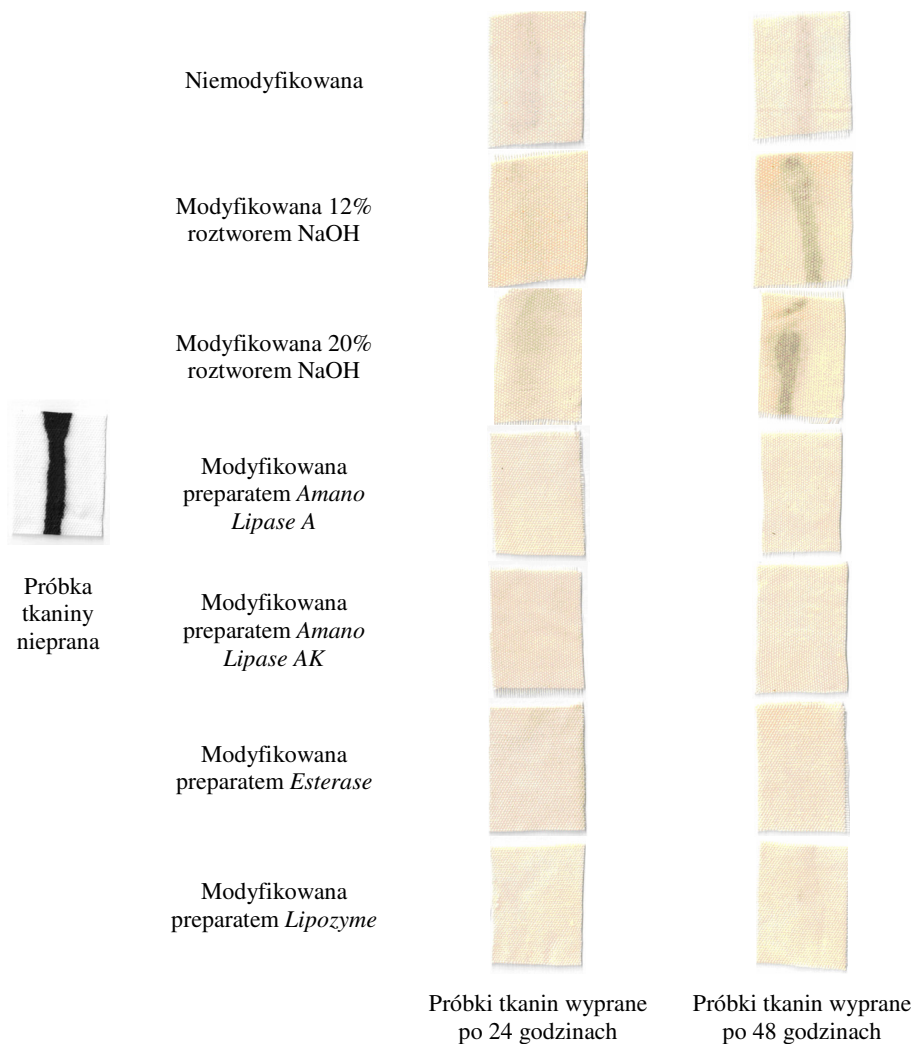 Niemodyfikowana
Modyfikowana 12%
roztworem NaOH
Modyfikowana 20%
roztworem NaOH
Modyfikowana
preparatem Amano
Lipase A
Próbka
tkaniny
nieprana
Modyfikowana
preparatem Amano
Lipase AK
Modyfikowana
preparatem Esterase
Modyfikowana
preparatem Lipozyme
Próbki tkanin wyprane
po 24 godzinach
Próbki tkanin wyprane
po 48 godzinach